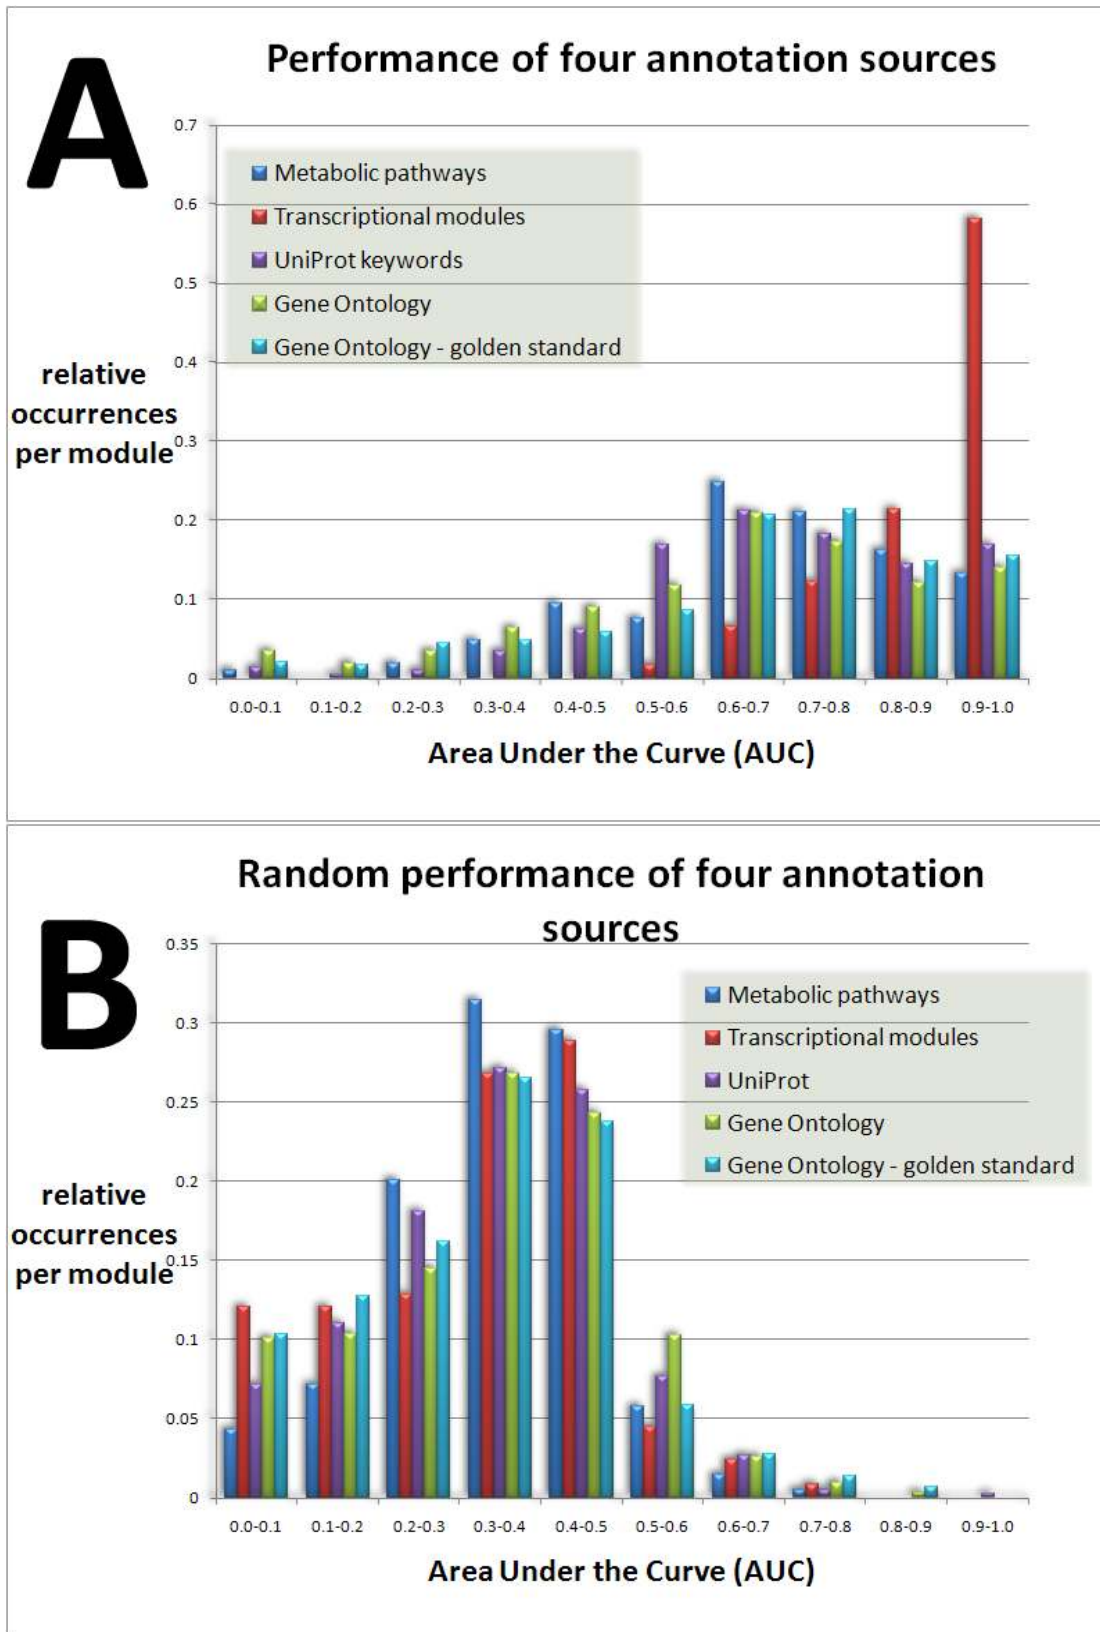 A
Performance of four annotation sources
0.7
0.6
0.5
0.4
0.3
0.2
0.1
0
Metabolic pathways
Transcriptional modules
UniProt keywords
Gene Ontology
Gene Ontology - golden standard
relative
occurrences
per module
0.0-0.1 0.1-0.2 0.2-0.3 0.3-0.4 0.4-0.5 0.5-0.6 0.6-0.7 0.7-0.8 0.8-0.9 0.9-1.0
Area Under the Curve (AUC)
B
Random performance of four annotation
sources
0.35
0.3
0.25
0.2
0.15
0.1
0.05
0
Metabolic pathways
Transcriptional modules
UniProt
Gene Ontology
Gene Ontology - golden standard
relative
occurrences
per module
0.0-0.1 0.1-0.2 0.2-0.3 0.3-0.4 0.4-0.5 0.5-0.6 0.6-0.7 0.7-0.8 0.8-0.9 0.9-1.0
Area Under the Curve (AUC)